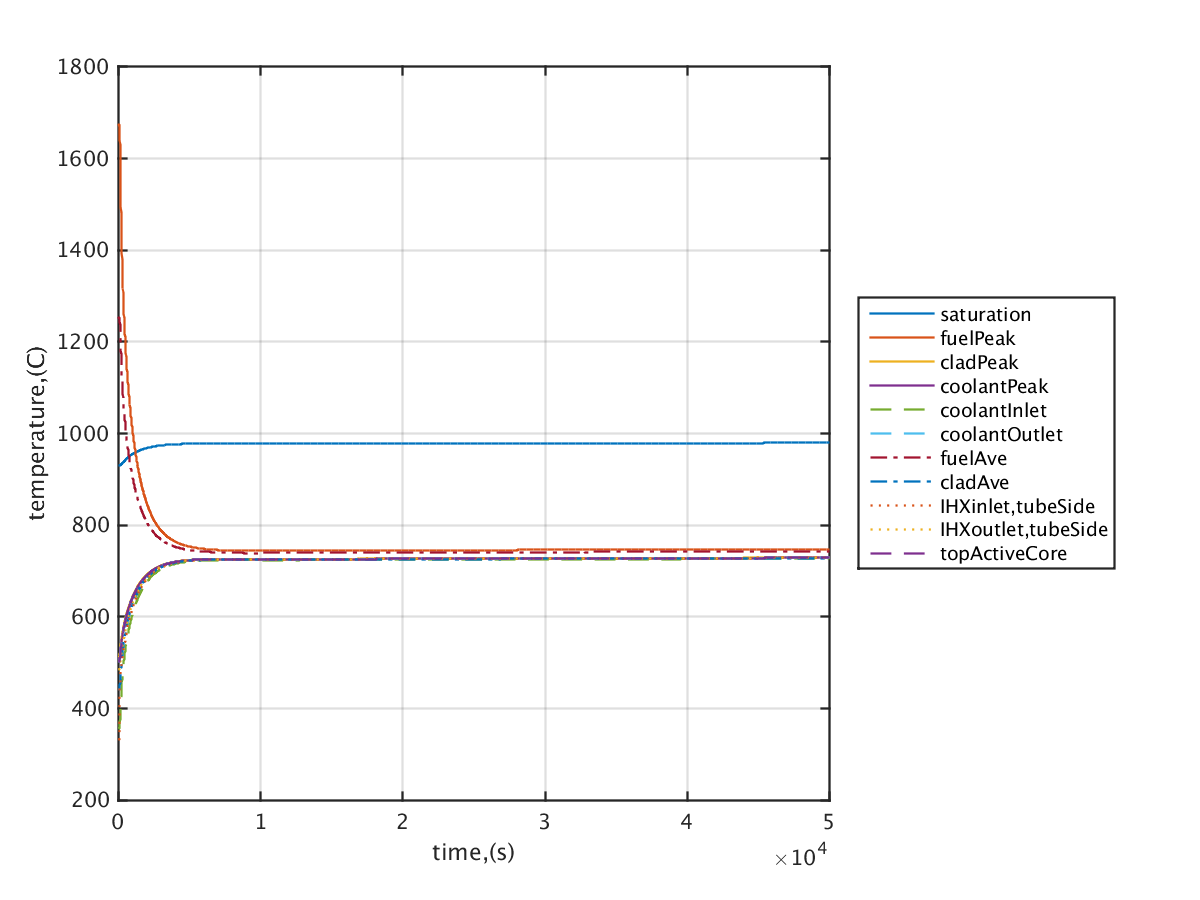 1800
1600
1400
1200
1000
800
600
400
200
temperature,(C)
0 1 2 3 4 5
×10^4
time,(s)
saturation
fuelPeak
cladPeak
coolantPeak
coolantInlet
coolantOutlet
fuelAve
cladAve
IHXinlet,tubeSide
IHXoutlet,tubeSide
topActiveCore